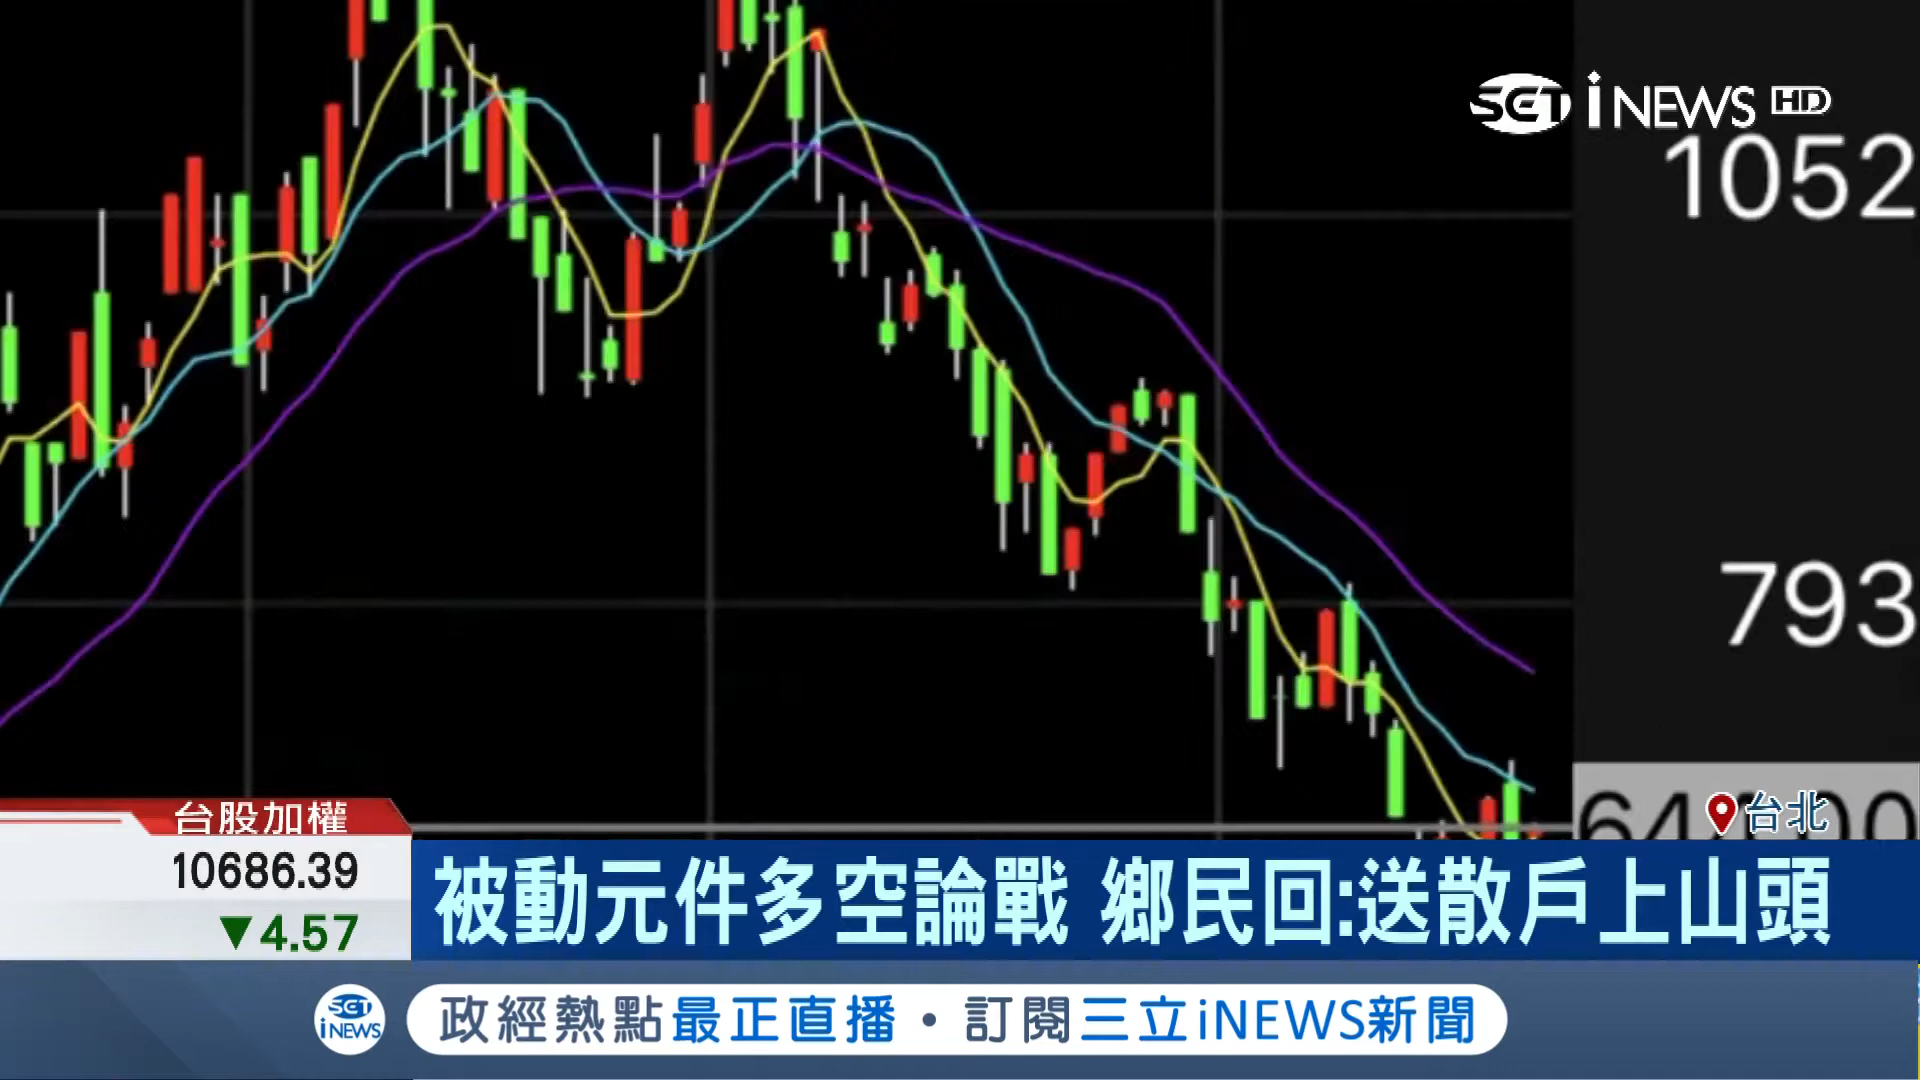 SET iNEWS HD
1052
793
台北
台股加權
10686.39
▼4.57
被動元件多空論戰 鄉民回:送散戶上山頭
SET iNEWS
政經熱點最正直播・訂閱三立iNEWS新聞